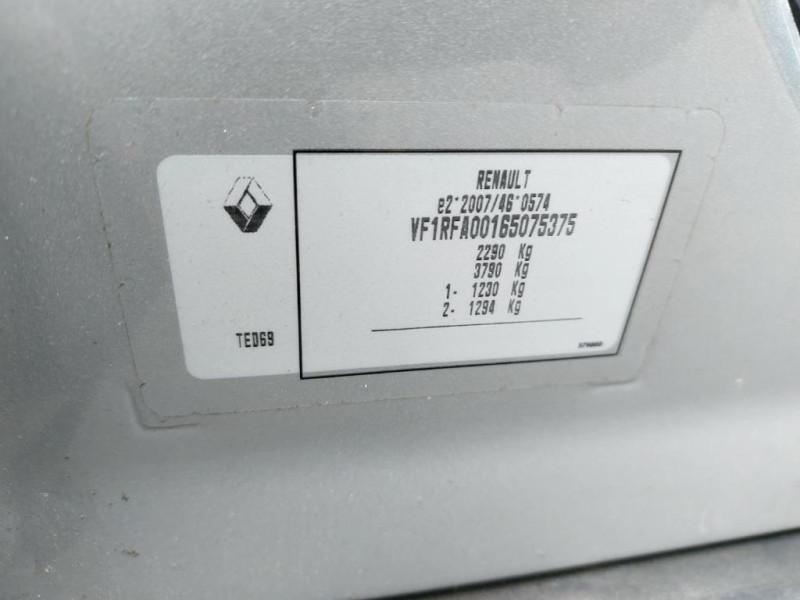 RENAULT
e2*2007/46*0574
VF1RFA00165075375
2290 Kg
3790 Kg
1- 1230 Kg
2- 1294 Kg
TED69